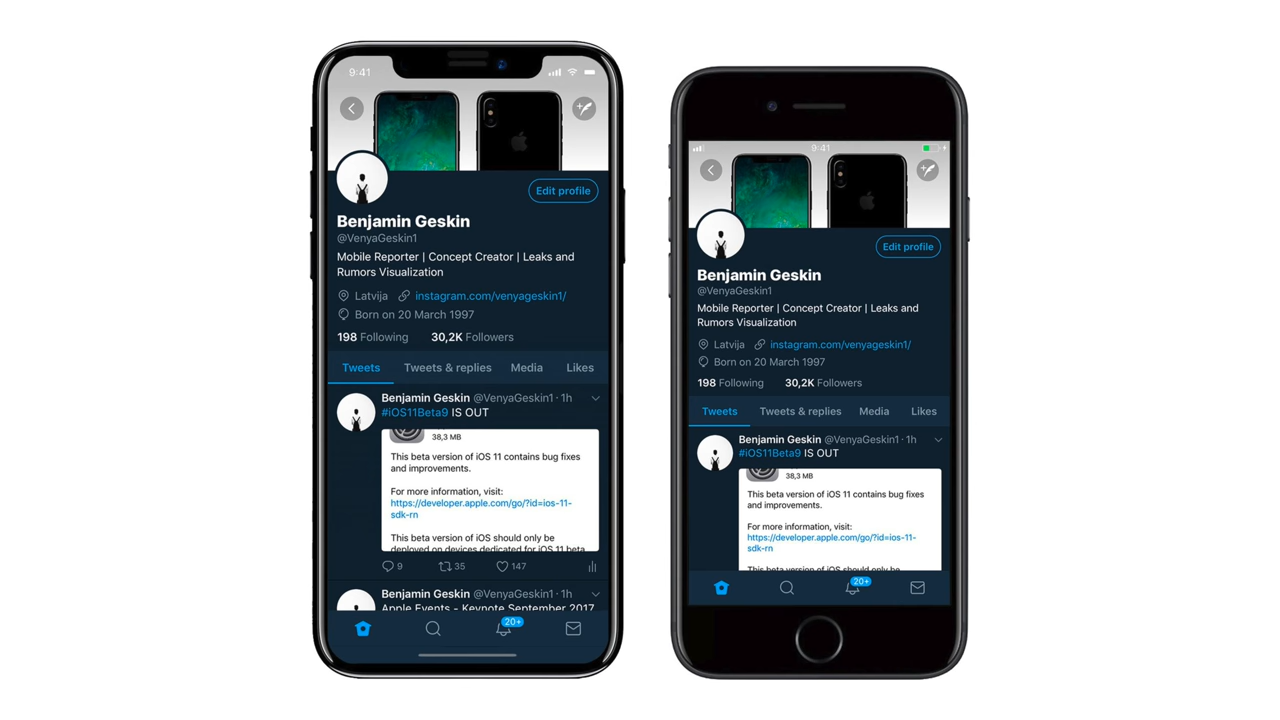 9:41
Edit profile
Benjamin Geskin
@VenyaGeskin1
Mobile Reporter | Concept Creator | Leaks and
Rumors Visualization
Latvija instagram.com/venyageskin1/
Born on 20 March 1997
198 Following 30,2K Followers
Tweets Tweets & replies Media Likes
Benjamin Geskin @VenyaGeskin1 · 1h
#iOS11Beta9 IS OUT
38,3 MB
This beta version of iOS 11 contains bug fixes
and improvements.
For more information, visit:
https://developer.apple.com/go/?id=ios-11-
sdk-rn
This beta version of iOS should only be
deployed on devices dedicated for iOS 11 beta
9 35 147
Benjamin Geskin @VenyaGeskin1 · 1h
Apple Events - Keynote September 2017
20+
9:41
Edit profile
Benjamin Geskin
@VenyaGeskin1
Mobile Reporter | Concept Creator | Leaks and
Rumors Visualization
Latvija instagram.com/venyageskin1/
Born on 20 March 1997
198 Following 30,2K Followers
Tweets Tweets & replies Media Likes
Benjamin Geskin @VenyaGeskin1 · 1h
#iOS11Beta9 IS OUT
38,3 MB
This beta version of iOS 11 contains bug fixes
and improvements.
For more information, visit:
https://developer.apple.com/go/?id=ios-11-
sdk-rn
This beta version of iOS should only be
20+